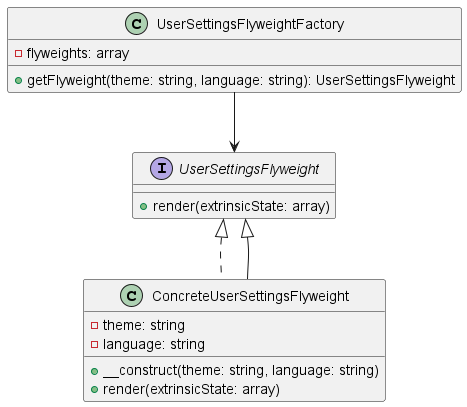 C UserSettingsFlyweightFactory
flyweights: array
getFlyweight(theme: string, language: string): UserSettingsFlyweight
I UserSettingsFlyweight
render(extrinsicState: array)
C ConcreteUserSettingsFlyweight
theme: string
language: string
__construct(theme: string, language: string)
render(extrinsicState: array)